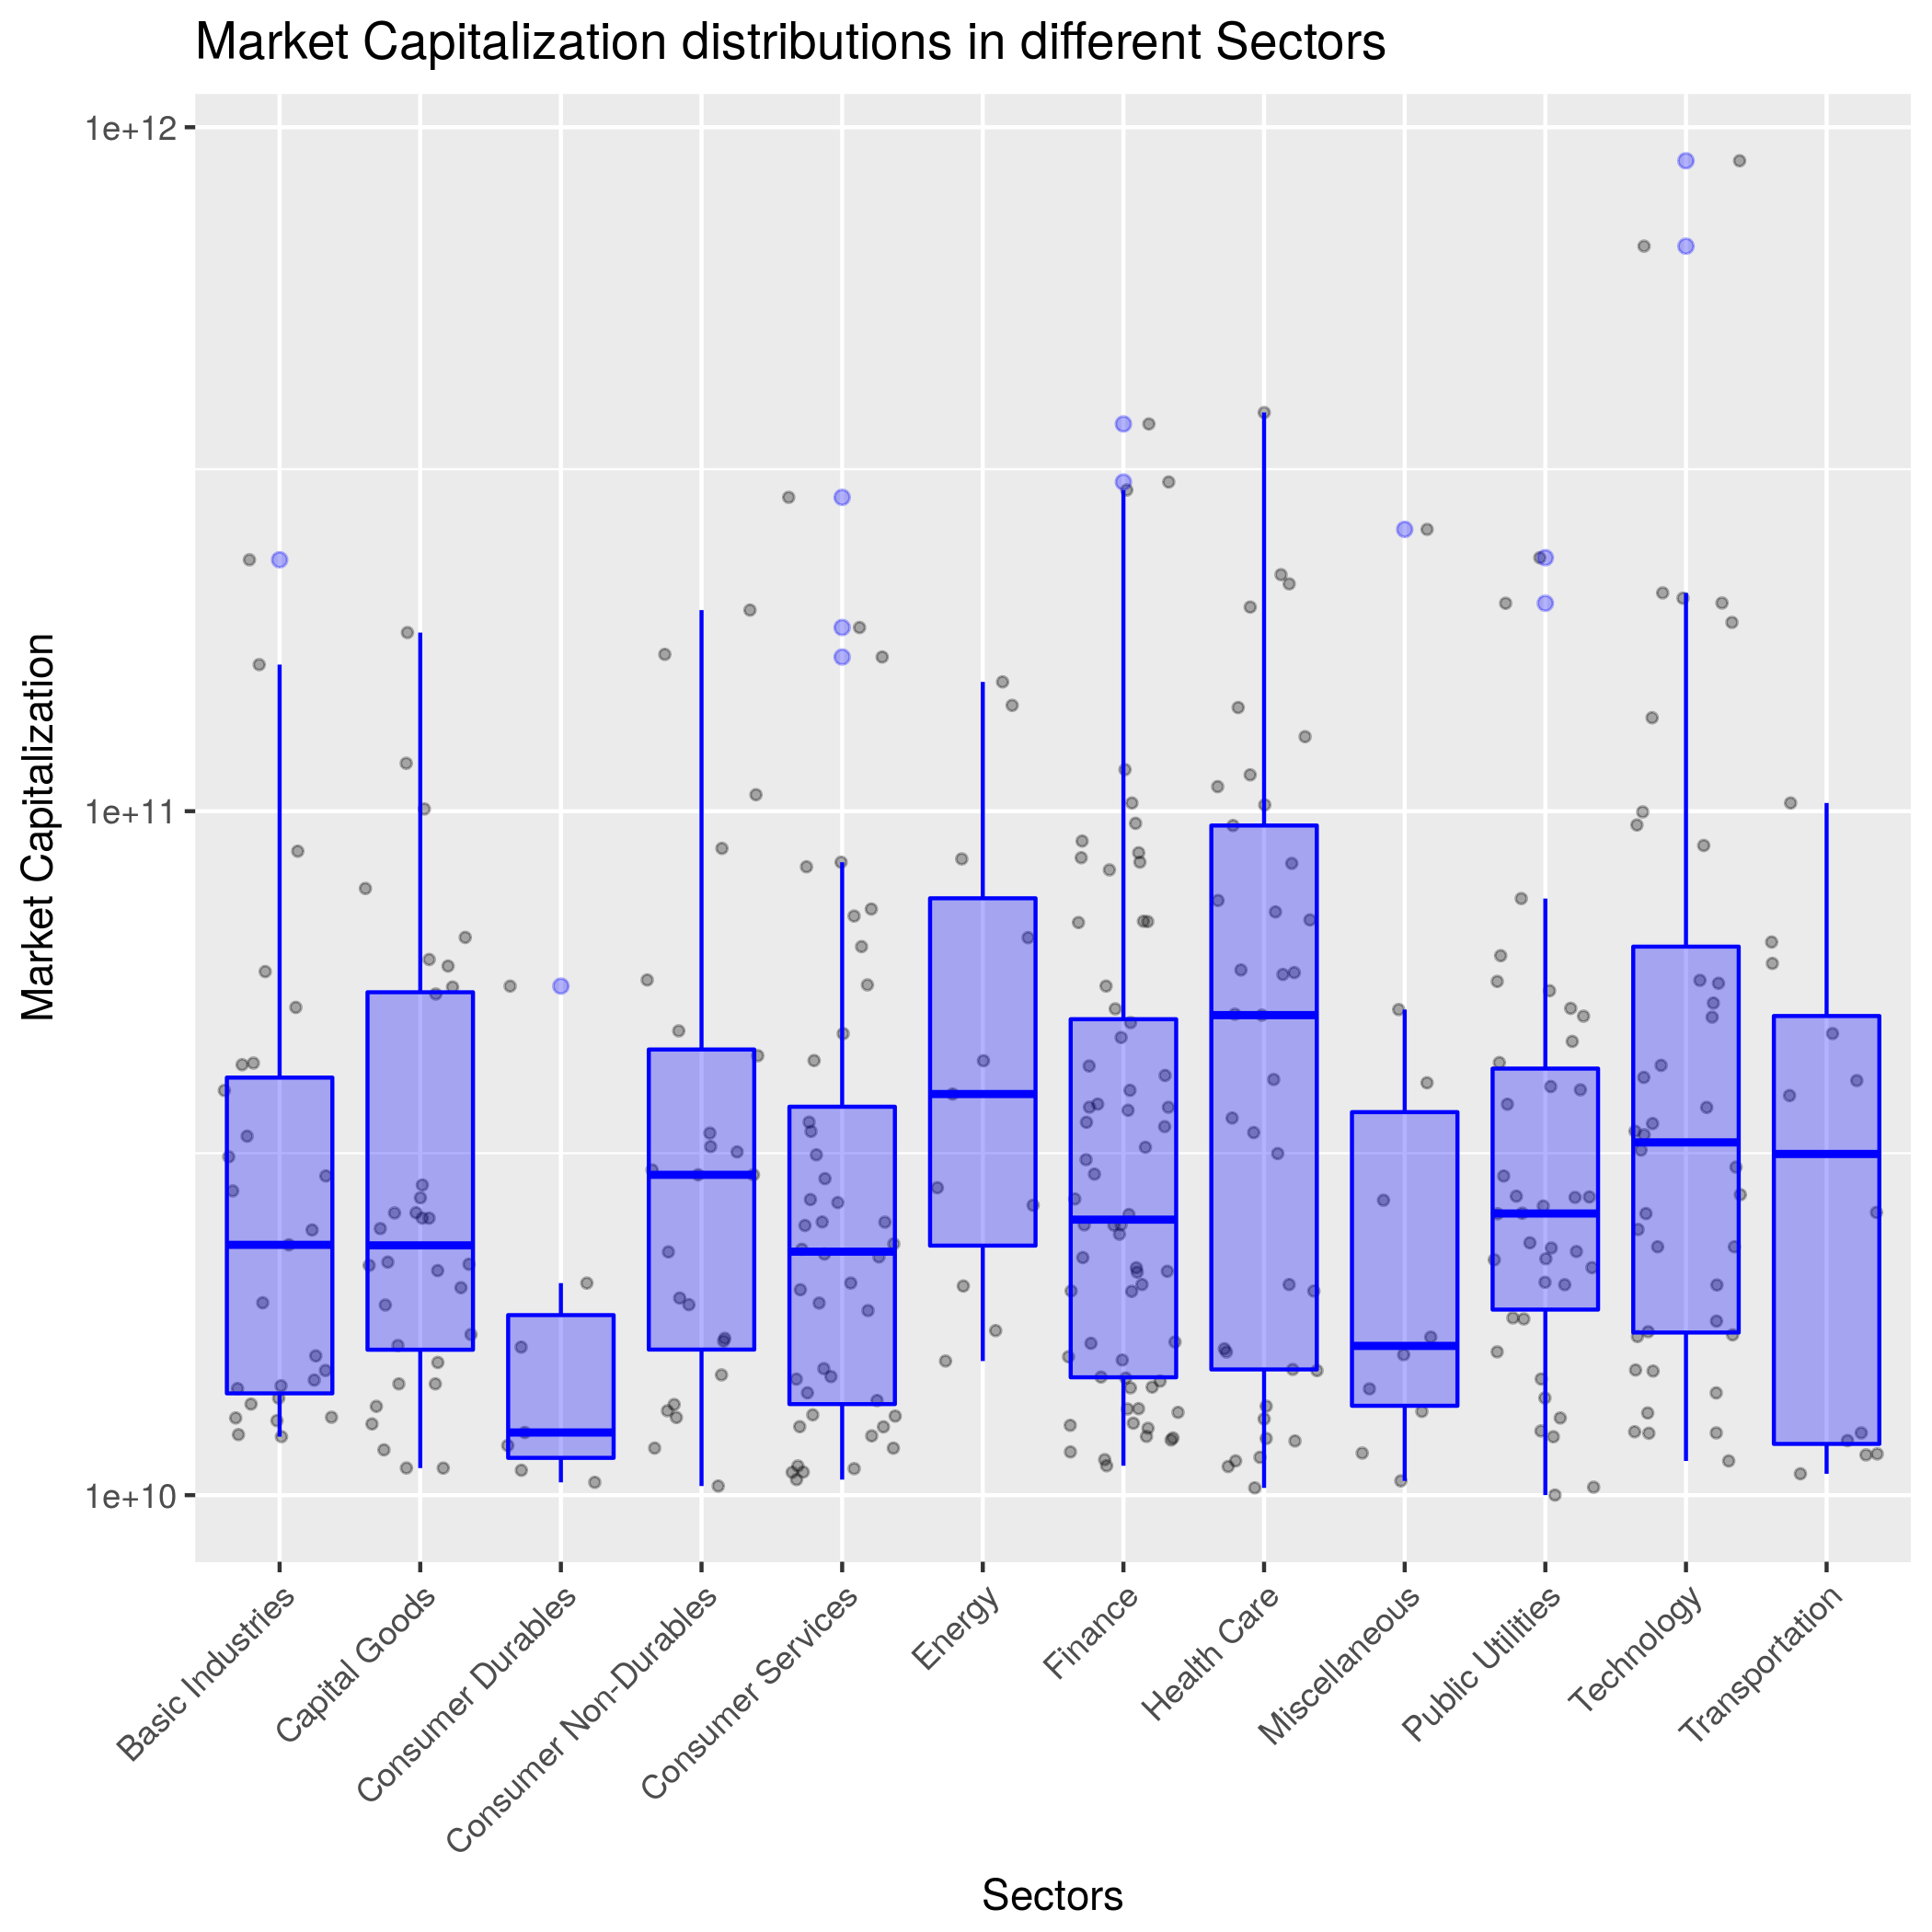 Market Capitalization distributions in different Sectors
Market Capitalization
1e+12
1e+11
1e+10
Basic Industries
Capital Goods
Consumer Durables
Consumer Non-Durables
Consumer Services
Energy
Finance
Health Care
Miscellaneous
Public Utilities
Technology
Transportation
Sectors